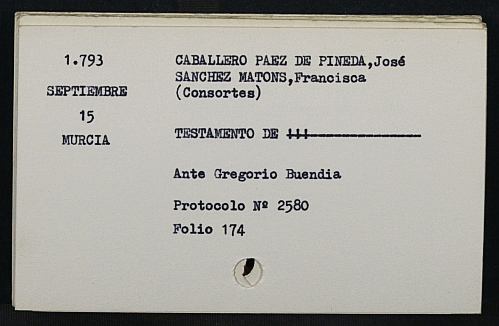 1.793
SEPTIEMBRE
15
MURCIA
CABALLERO PAEZ DE PINEDA,José
SANCHEZ MATONS,Francisca
(Consortes)
TESTAMENTO DE !!!----------------
Ante Gregorio Buendia
Protocolo Nº 2580
Folio 174